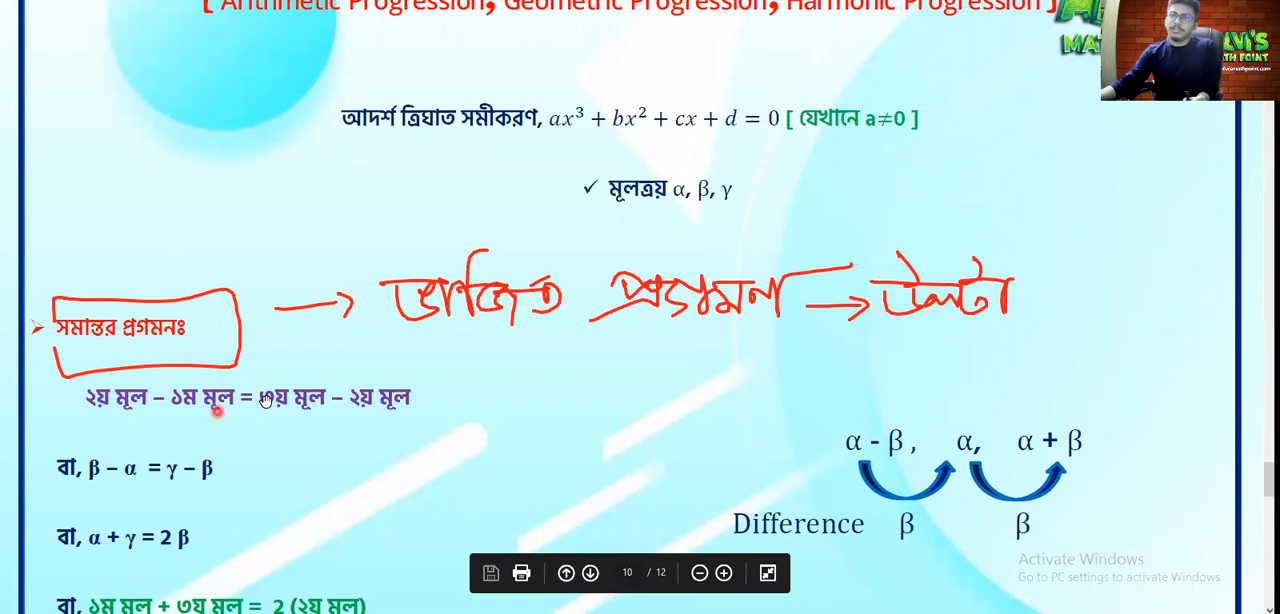 [ Arithmetic Progression, Geometric Progression, Harmonic Progression ]
আদর্শ ত্রিঘাত সমীকরণ, ax³ + bx² + cx + d = 0 [ যেখানে a≠0 ]
✓ মূলত্রয় α, β, γ
➢ সমান্তর প্রগমনঃ
→ ভাজিত প্রগমন → উল্টা
২য় মূল – ১ম মূল = ৩য় মূল – ২য় মূল
বা, β – α = γ – β
বা, α + γ = 2 β
বা, ১ম মূল + ৩য় মূল = 2 (২য় মূল)
α - β , α, α + β
Difference β β
10 / 12
Activate Windows
Go to PC settings to activate Windows.